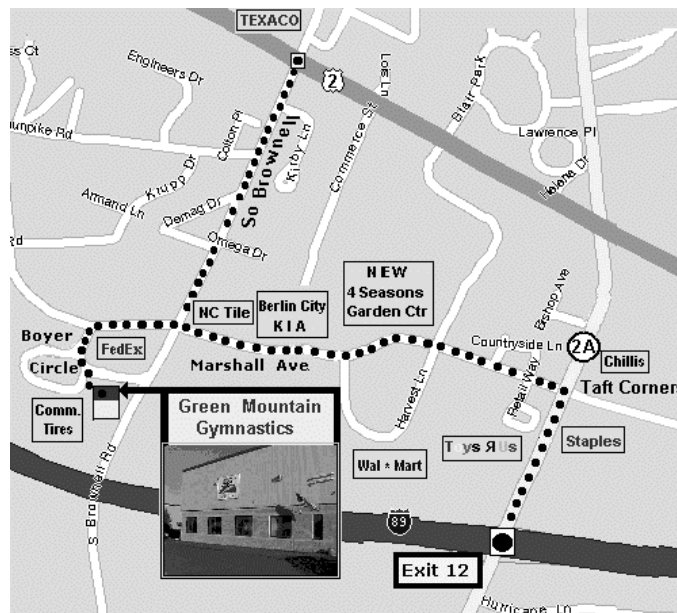 TEXACO
2
ss Ct
Engineers Dr
Lois Ln
Blair Park
unpike Rd
Colton Pl
Kirby Ln
Commerce St
Lawrence Pl
Helena Dr
Krupp Dr
Armand Ln
So Brownell
Demag Dr
Omega Dr
Rd
NEW
4 Seasons
Garden Ctr
Bishop Ave
NC Tile
Berlin City
KIA
Boyer
Circle
FedEx
Marshall Ave
Countryside Ln
2A
Chillis
Retail Way
Harvest Ln
Taft Corners
Comm.
Tires
Green Mountain
Gymnastics
Toys Я Us
Staples
Wal * Mart
S Brownell Rd
89
Exit 12
Hurricane Ln